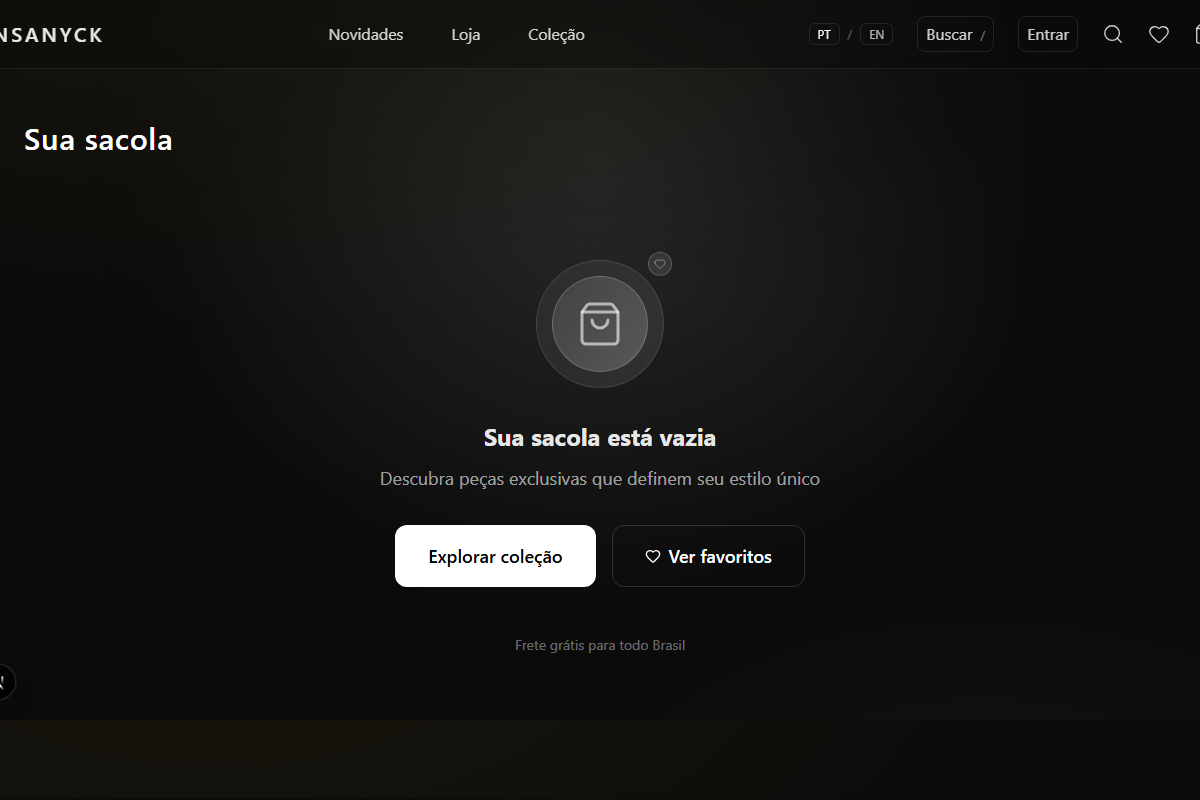 NSANYCK
Novidades Loja Coleção
PT / EN
Buscar /
Entrar
Sua sacola
Sua sacola está vazia
Descubra peças exclusivas que definem seu estilo único
Explorar coleção
Ver favoritos
Frete grátis para todo Brasil